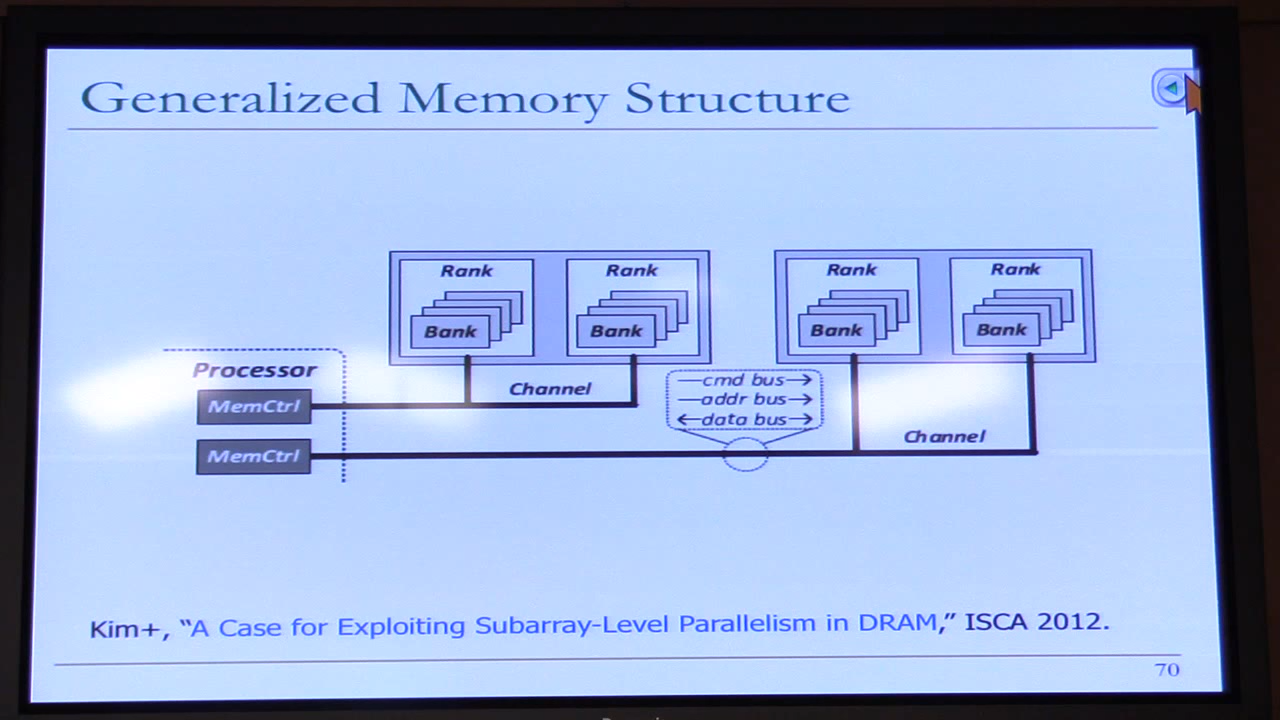 Generalized Memory Structure
Rank
Rank
Rank
Rank
Bank
Bank
Bank
Bank
Processor
MemCtrl
MemCtrl
Channel
cmd bus
addr bus
data bus
Channel
Kim+, “A Case for Exploiting Subarray-Level Parallelism in DRAM,” ISCA 2012.
70